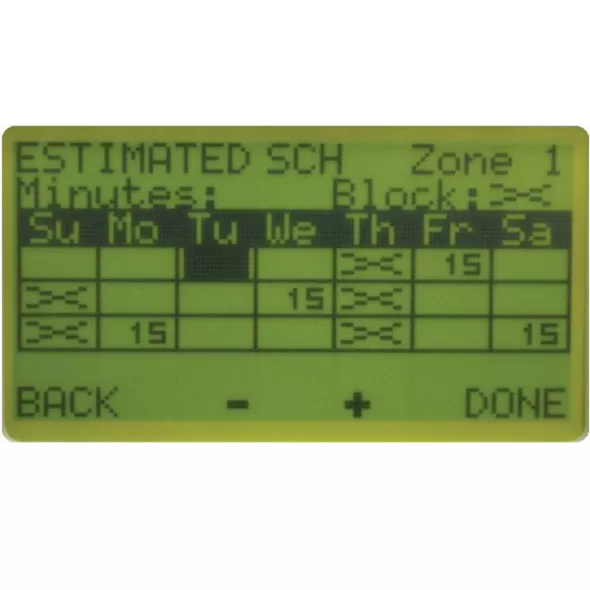 ESTIMATED SCH Zone 1
Minutes: Block:
Su Mo Tu We Th Fr Sa
15
15
15 15
BACK - + DONE